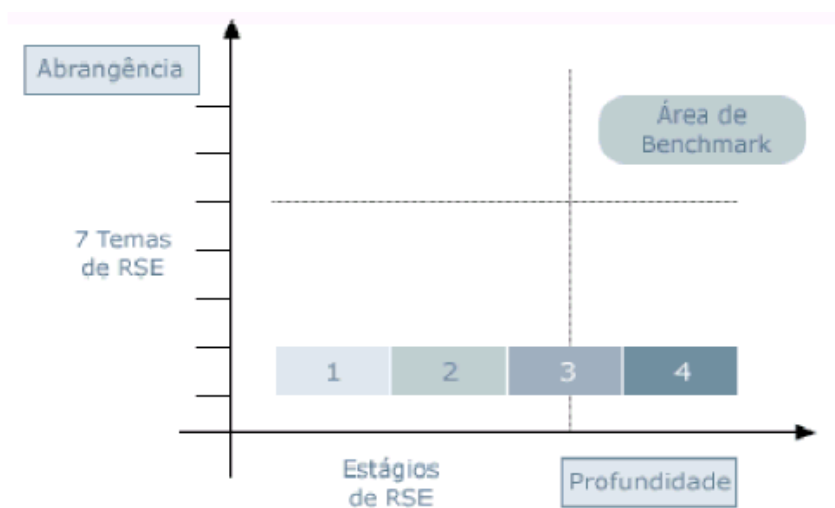 Abrangência
Área de
Benchmark
7 Temas
de RSE
1 2 3 4
Estágios
de RSE
Profundidade